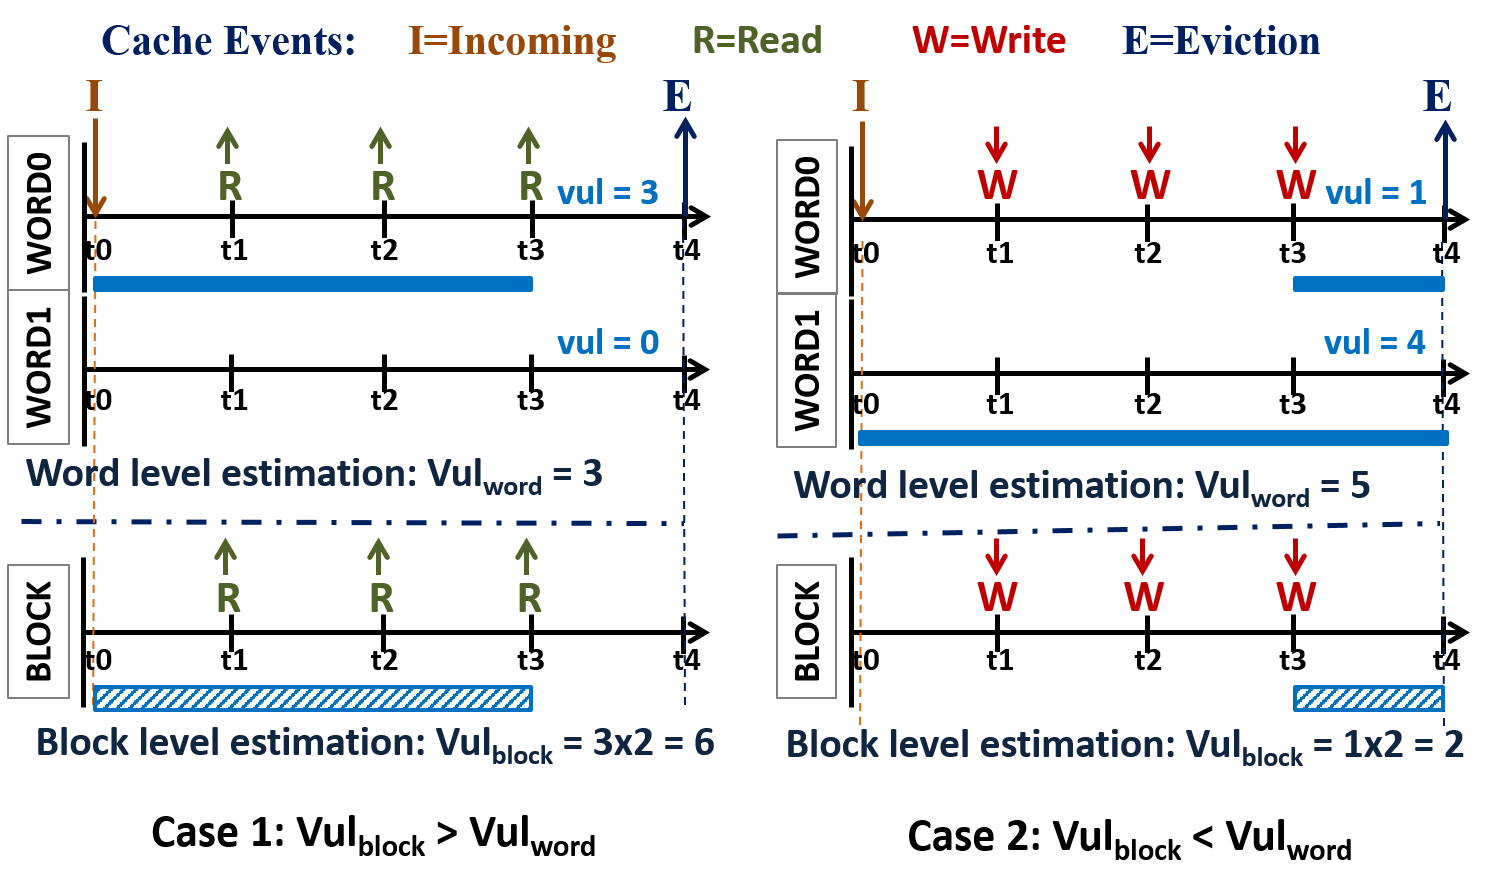 Cache Events: I=Incoming R=Read W=Write E=Eviction
I E
WORD0
R R R vul = 3
t0 t1 t2 t3 t4
WORD1
vul = 0
t0 t1 t2 t3 t4
Word level estimation: Vulword = 3
BLOCK
R R R
t0 t1 t2 t3 t4
Block level estimation: Vulblock = 3x2 = 6
Case 1: Vulblock > Vulword
I E
WORD0
W W W vul = 1
t0 t1 t2 t3 t4
WORD1
vul = 4
t0 t1 t2 t3 t4
Word level estimation: Vulword = 5
BLOCK
W W W
t0 t1 t2 t3 t4
Block level estimation: Vulblock = 1x2 = 2
Case 2: Vulblock < Vulword